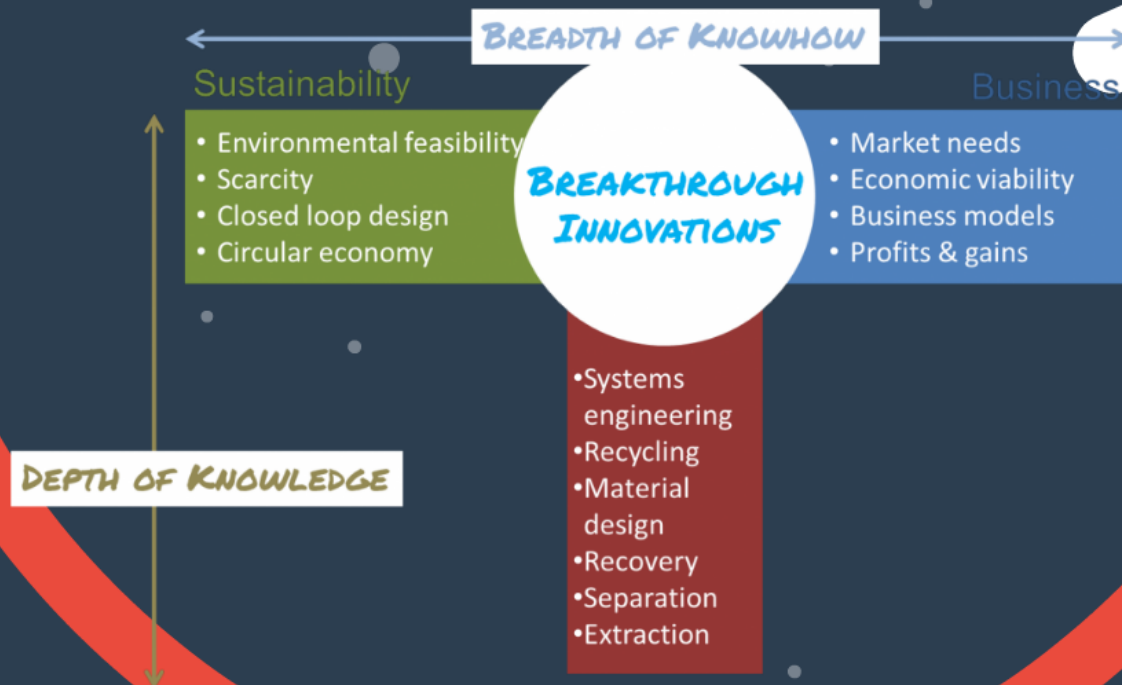 BREADTH OF KNOWHOW
Sustainability
Business
• Environmental feasibility
• Scarcity
• Closed loop design
• Circular economy
BREAKTHROUGH
INNOVATIONS
• Market needs
• Economic viability
• Business models
• Profits & gains
•Systems
engineering
•Recycling
•Material
design
•Recovery
•Separation
•Extraction
DEPTH OF KNOWLEDGE